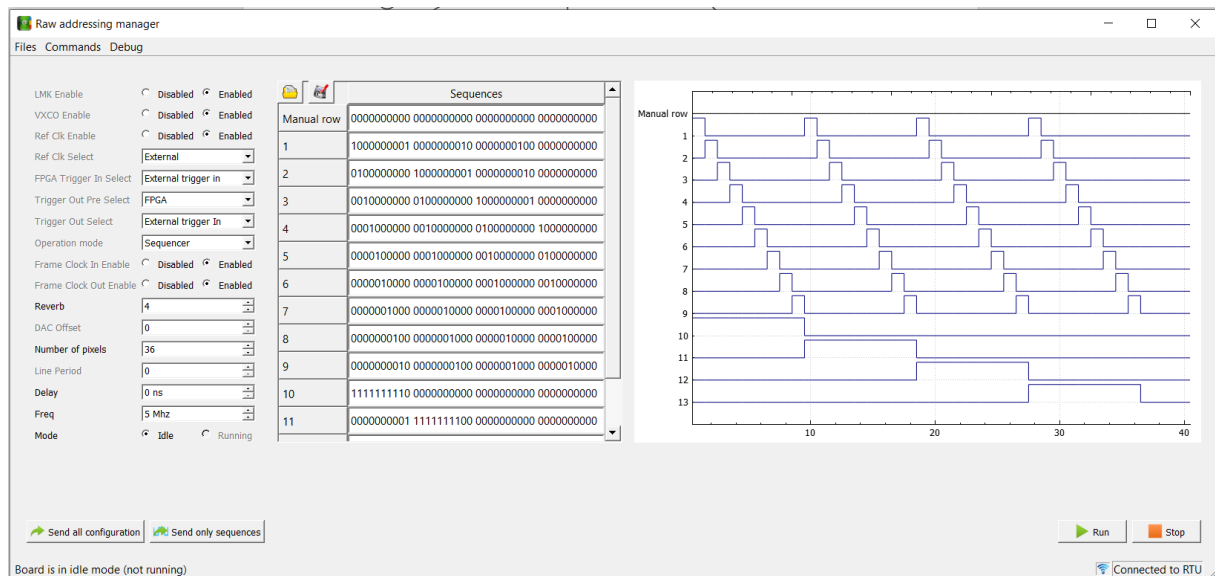 Raw addressing manager
Files Commands Debug
LMK Enable Disabled Enabled
VXCO Enable Disabled Enabled
Ref Clk Enable Disabled Enabled
Ref Clk Select External
FPGA Trigger In Select External trigger in
Trigger Out Pre Select FPGA
Trigger Out Select External trigger In
Operation mode Sequencer
Frame Clock In Enable Disabled Enabled
Frame Clock Out Enable Disabled Enabled
Reverb 4
DAC Offset 0
Number of pixels 36
Line Period 0
Delay 0 ns
Freq 5 Mhz
Mode Idle Running
Sequences
Manual row 0000000000 0000000000 0000000000 0000000000
1 1000000001 0000000010 0000000100 0000000000
2 0100000000 1000000001 0000000010 0000000000
3 0010000000 0100000000 1000000001 0000000000
4 0001000000 0010000000 0100000000 1000000000
5 0000100000 0001000000 0010000000 0100000000
6 0000010000 0000100000 0001000000 0010000000
7 0000001000 0000010000 0000100000 0001000000
8 0000000100 0000001000 0000010000 0000100000
9 0000000010 0000000100 0000001000 0000010000
10 1111111110 0000000000 0000000000 0000000000
11 0000000001 1111111100 0000000000 0000000000
Manual row
1
2
3
4
5
6
7
8
9
10
11
12
13
10 20 30 40
Send all configuration Send only sequences
Run Stop
Board is in idle mode (not running)
Connected to RTU